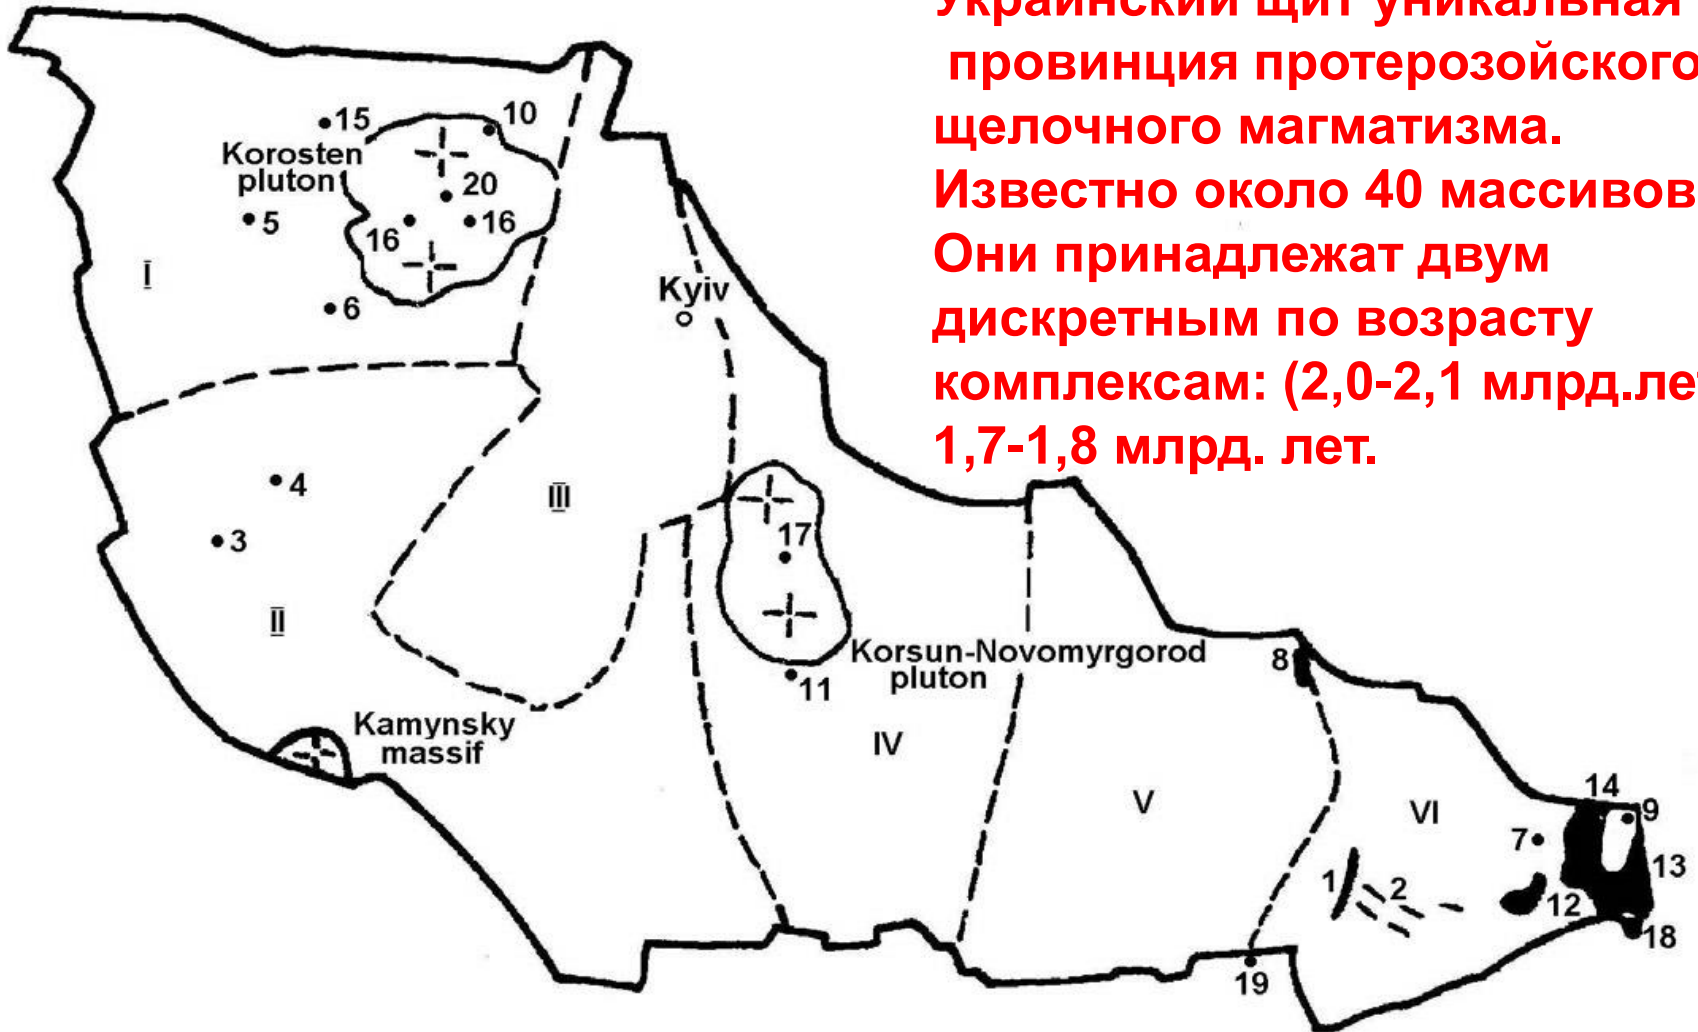 Украинский щит уникальная
провинция протерозойского
щелочного магматизма.
Известно около 40 массивов
Они принадлежат двум
дискретным по возрасту
комплексам: (2,0-2,1 млрд.лет
1,7-1,8 млрд. лет.
15
10
Korosten
pluton
20
5
16
16
I
6
Kyiv
4
III
3
17
II
Korsun-Novomyrgorod
pluton
8
11
Kamynsky
massif
IV
V
VI
14
9
7
13
1
2
12
18
19